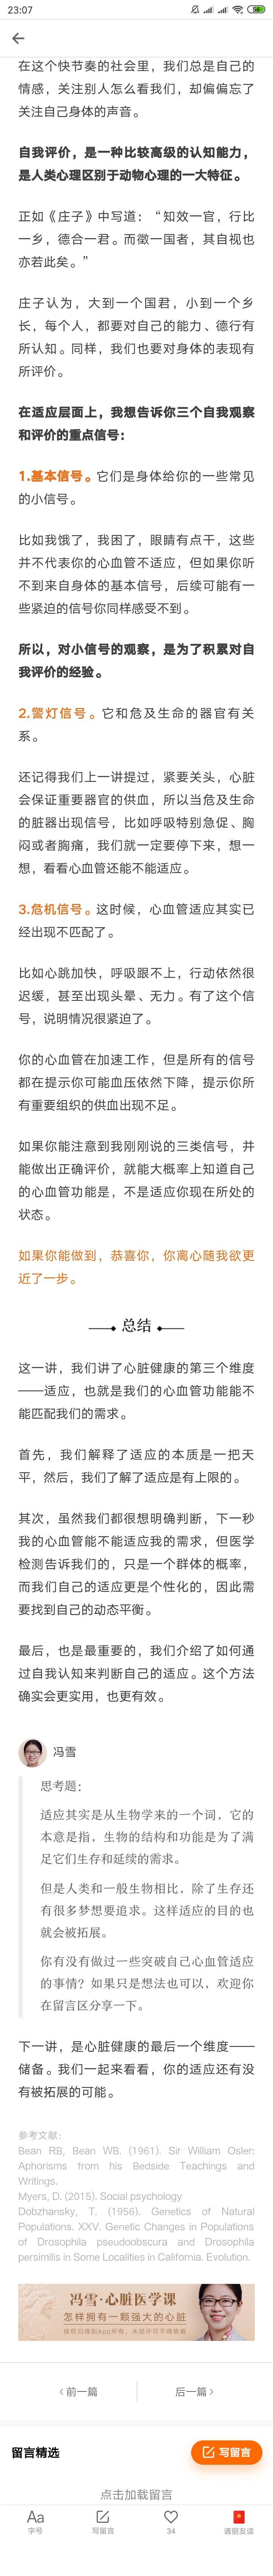 23:07
56
在这个快节奏的社会里，我们总是自己的
情感，关注别人怎么看我们，却偏偏忘了
关注自己身体的声音。
自我评价，是一种比较高级的认知能力，
是人类心理区别于动物心理的一大特征。
正如《庄子》中写道：“知效一官，行比
一乡，德合一君。而徵一国者，其自视也
亦若此矣。”
庄子认为，大到一个国君，小到一个乡
长，每个人，都要对自己的能力、德行有
所认知。同样，我们也要对身体的表现有
所评价。
在适应层面上，我想告诉你三个自我观察
和评价的重点信号：
1.基本信号。它们是身体给你的一些常见
的小信号。
比如我饿了，我困了，眼睛有点干，这些
并不代表你的心血管不适应，但如果你听
不到来自身体的基本信号，后续可能有一
些紧迫的信号你同样感受不到。
所以，对小信号的观察，是为了积累对自
我评价的经验。
2.警灯信号。它和危及生命的器官有关
系。
还记得我们上一讲提过，紧要关头，心脏
会保证重要器官的供血，所以当危及生命
的脏器出现信号，比如呼吸特别急促、胸
闷或者胸痛，我们就一定要停下来，想一
想，看看心血管还能不能适应。
3.危机信号。这时候，心血管适应其实已
经出现不匹配了。
比如心跳加快，呼吸跟不上，行动依然很
迟缓，甚至出现头晕、无力。有了这个信
号，说明情况很紧迫了。
你的心血管在加速工作，但是所有的信号
都在提示你可能血压依然下降，提示你所
有重要组织的供血出现不足。
如果你能注意到我刚刚说的三类信号，并
能做出正确评价，就能大概率上知道自己
的心血管功能是，不是适应你现在所处的
状态。
如果你能做到，恭喜你，你离心随我欲更
近了一步。
总结
这一讲，我们讲了心脏健康的第三个维度
——适应，也就是我们的心血管功能能不
能匹配我们的需求。
首先，我们解释了适应的本质是一把天
平，然后，我们了解了适应是有上限的。
其次，虽然我们都很想明确判断，下一秒
我的心血管能不能适应我的需求，但医学
检测告诉我们的，只是一个群体的概率，
而我们自己的适应更是个性化的，因此需
要找到自己的动态平衡。
最后，也是最重要的，我们介绍了如何通
过自我认知来判断自己的适应。这个方法
确实会更实用，也更有效。
冯雪
思考题：
适应其实是从生物学来的一个词，它的
本意是指，生物的结构和功能是为了满
足它们生存和延续的需求。
但是人类和一般生物相比，除了生存还
有很多梦想要追求。这样适应的目的也
就会被拓展。
你有没有做过一些突破自己心血管适应
的事情？如果只是想法也可以，欢迎你
在留言区分享一下。
下一讲，是心脏健康的最后一个维度——
储备。我们一起来看看，你的适应还有没
有被拓展的可能。
参考文献：
Bean RB, Bean WB. (1961). Sir William Osler:
Aphorisms from his Bedside Teachings and
Writings.
Myers, D. (2015). Social psychology
Dobzhansky, T. (1956). Genetics of Natural
Populations. XXV. Genetic Changes in Populations
of Drosophila pseudoobscura and Drosophila
persimilis in Some Localities in California. Evolution.
冯雪·心脏医学课
怎样拥有一颗强大的心脏
版权归得到App所有，未经许可不得转载
前一篇
后一篇
留言精选
写留言
点击加载留言
Aa
字号
写留言
34
请朋友读